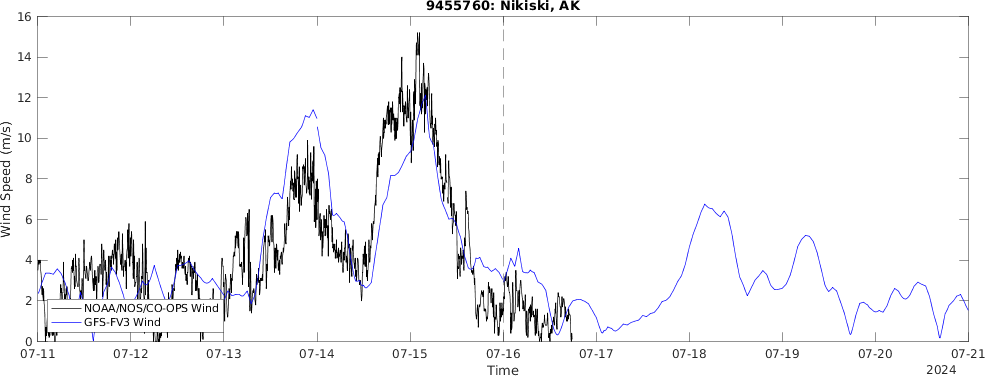 9455760: Nikiski, AK
16
14
12
10
8
6
4
2
0
Wind Speed (m/s)
NOAA/NOS/CO-OPS Wind
GFS-FV3 Wind
07-11 07-12 07-13 07-14 07-15 07-16 07-17 07-18 07-19 07-20 07-21
Time
2024